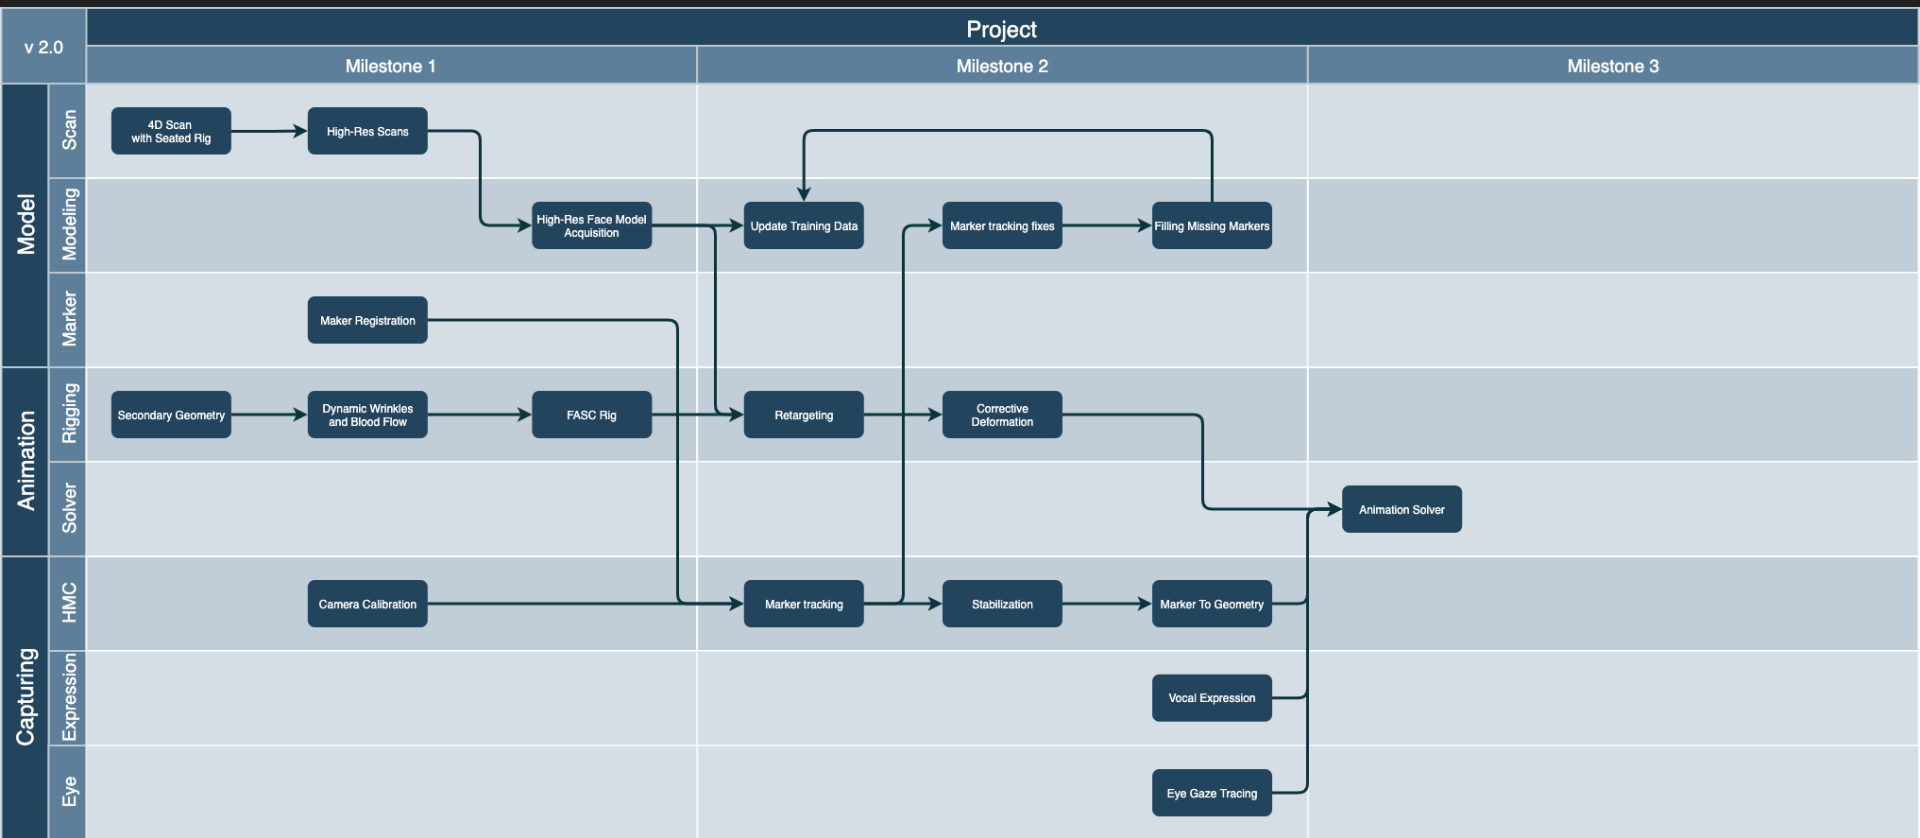 Project
v 2.0
Milestone 1
Milestone 2
Milestone 3
Model
Scan
4D Scan
with Seated Rig
High-Res Scans
Modeling
High-Res Face Model
Acquisition
Update Training Data
Marker tracking fixes
Filling Missing Markers
Marker
Maker Registration
Animation
Rigging
Secondary Geometry
Dynamic Wrinkles
and Blood Flow
FASC Rig
Retargeting
Corrective
Deformation
Solver
Animation Solver
Capturing
HMC
Camera Calibration
Marker tracking
Stabilization
Marker To Geometry
Expression
Vocal Expression
Eye
Eye Gaze Tracing